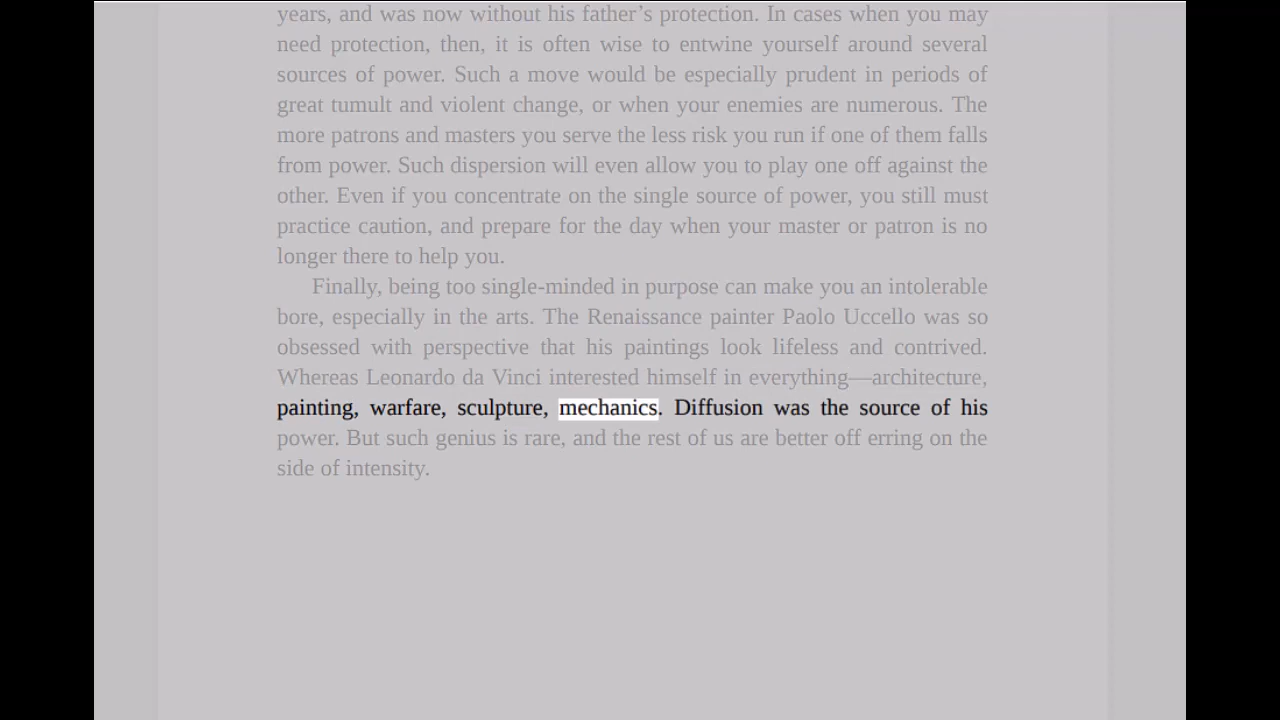 years, and was now without his father’s protection. In cases when you may
need protection, then, it is often wise to entwine yourself around several
sources of power. Such a move would be especially prudent in periods of
great tumult and violent change, or when your enemies are numerous. The
more patrons and masters you serve the less risk you run if one of them falls
from power. Such dispersion will even allow you to play one off against the
other. Even if you concentrate on the single source of power, you still must
practice caution, and prepare for the day when your master or patron is no
longer there to help you.
Finally, being too single-minded in purpose can make you an intolerable
bore, especially in the arts. The Renaissance painter Paolo Uccello was so
obsessed with perspective that his paintings look lifeless and contrived.
Whereas Leonardo da Vinci interested himself in everything—architecture,
painting, warfare, sculpture, mechanics. Diffusion was the source of his
power. But such genius is rare, and the rest of us are better off erring on the
side of intensity.